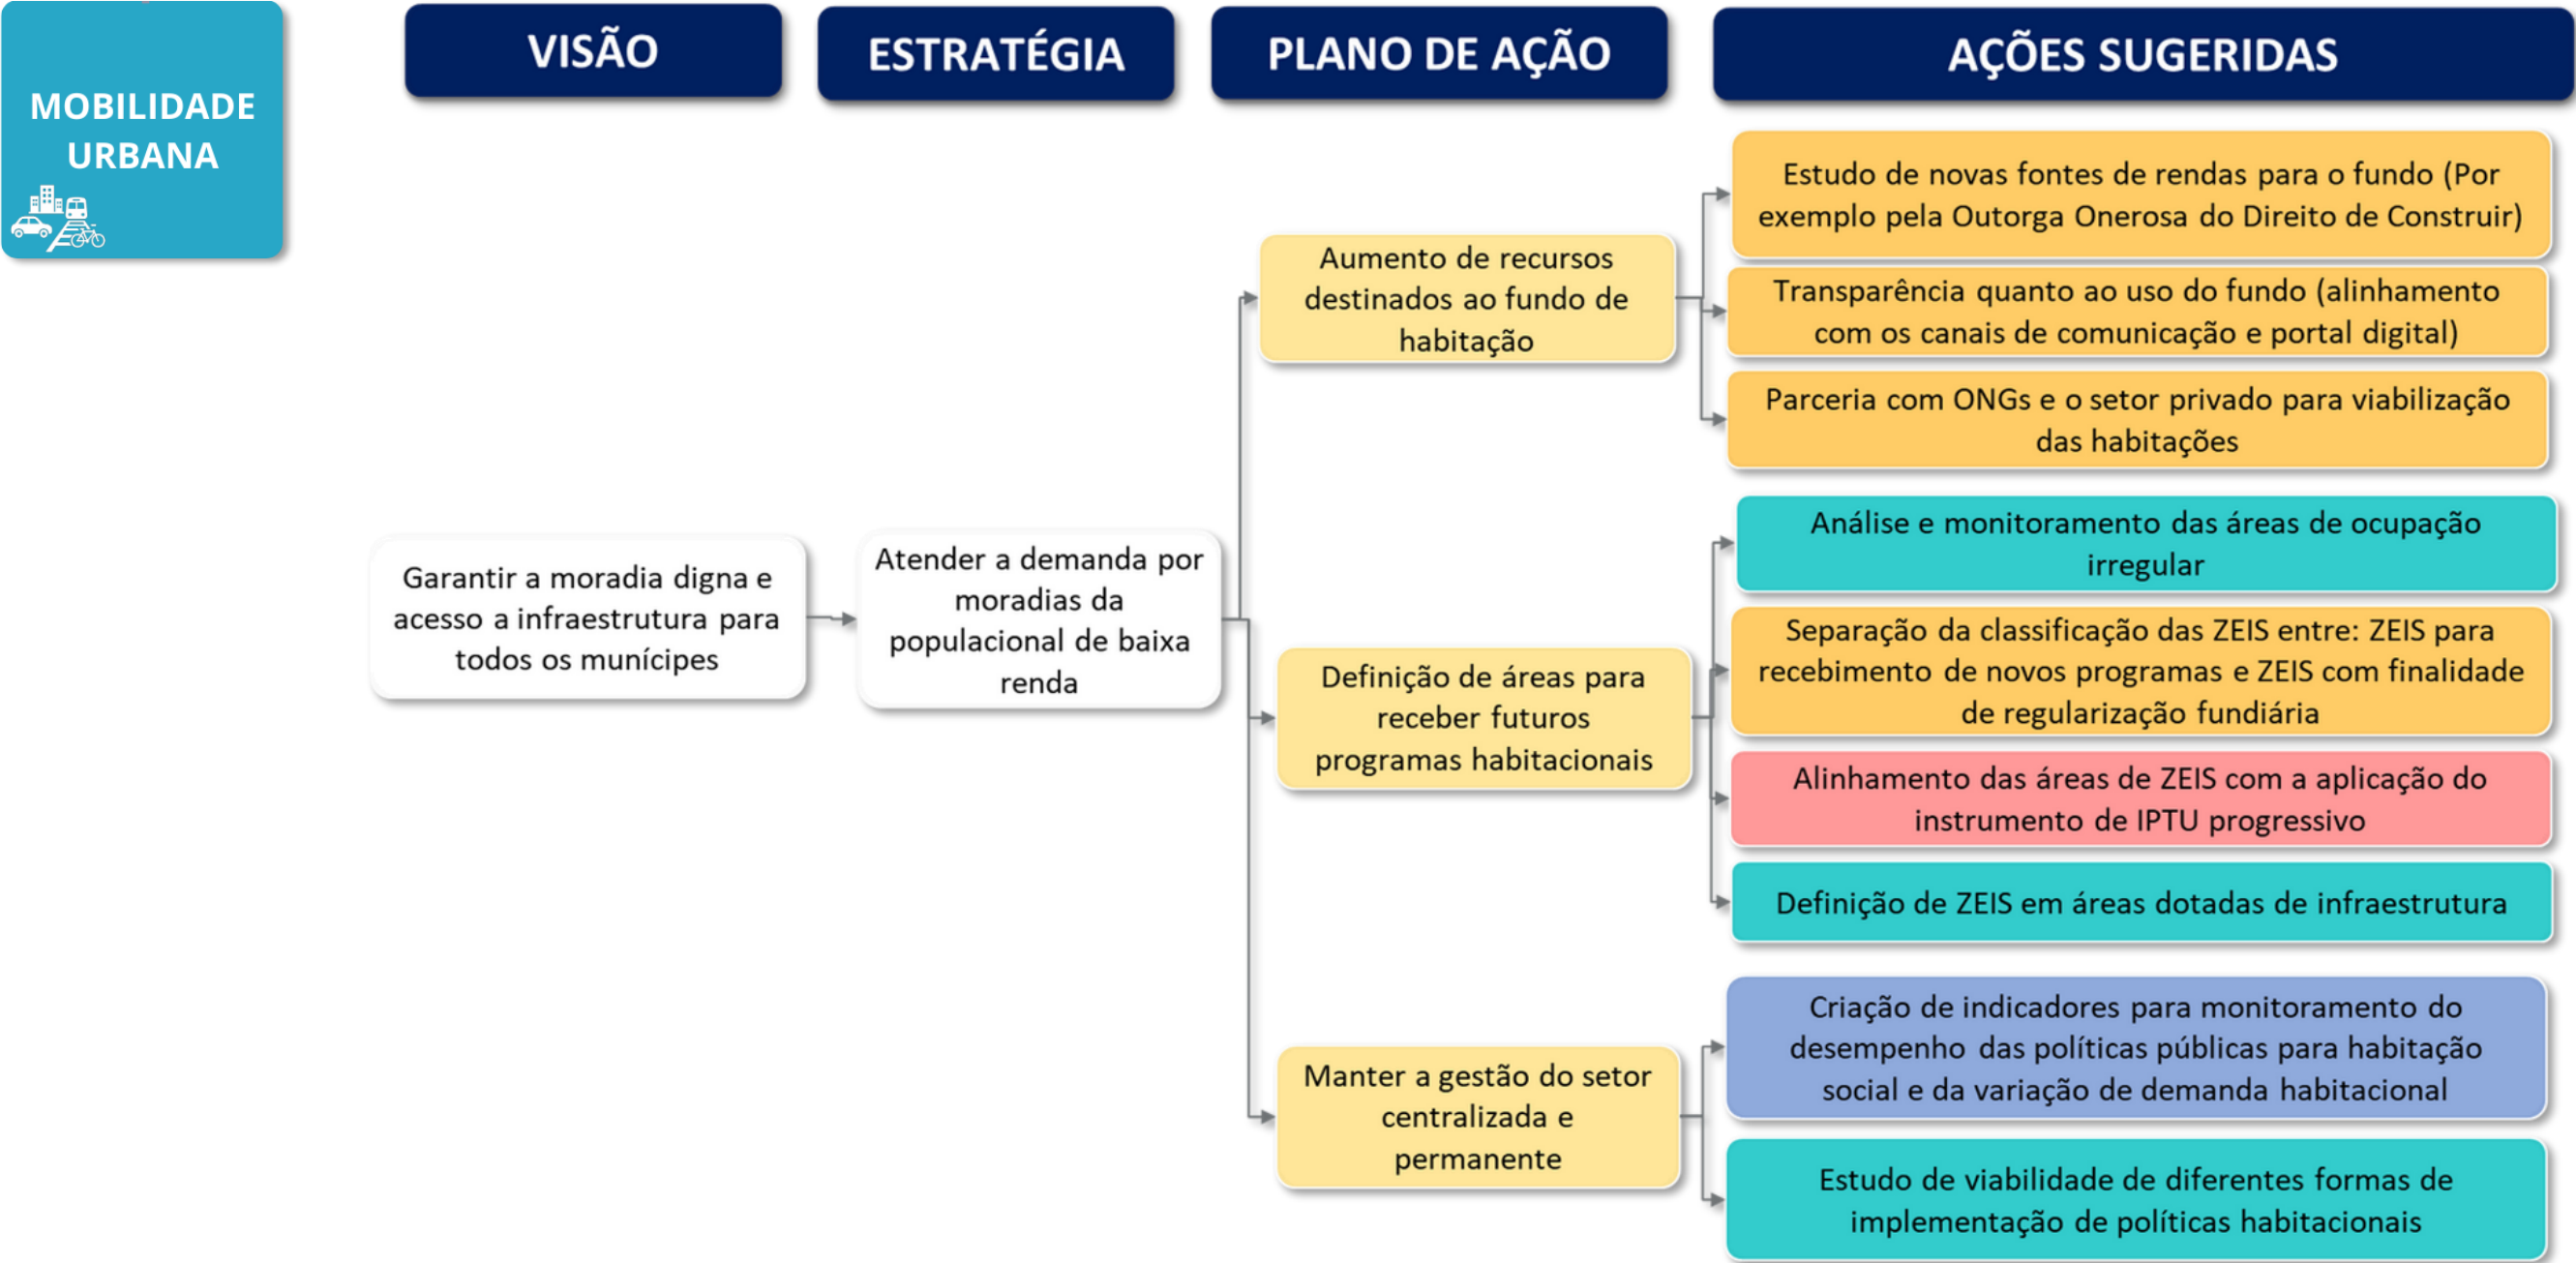 MOBILIDADE
URBANA
VISÃO
ESTRATÉGIA
PLANO DE AÇÃO
AÇÕES SUGERIDAS
Garantir a moradia digna e
acesso a infraestrutura para
todos os munícipes
Atender a demanda por
moradias da
populacional de baixa
renda
Aumento de recursos
destinados ao fundo de
habitação
Estudo de novas fontes de rendas para o fundo (Por
exemplo pela Outorga Onerosa do Direito de Construir)
Transparência quanto ao uso do fundo (alinhamento
com os canais de comunicação e portal digital)
Parceria com ONGs e o setor privado para viabilização
das habitações
Definição de áreas para
receber futuros
programas habitacionais
Análise e monitoramento das áreas de ocupação
irregular
Separação da classificação das ZEIS entre: ZEIS para
recebimento de novos programas e ZEIS com finalidade
de regularização fundiária
Alinhamento das áreas de ZEIS com a aplicação do
instrumento de IPTU progressivo
Definição de ZEIS em áreas dotadas de infraestrutura
Manter a gestão do setor
centralizada e
permanente
Criação de indicadores para monitoramento do
desempenho das políticas públicas para habitação
social e da variação de demanda habitacional
Estudo de viabilidade de diferentes formas de
implementação de políticas habitacionais